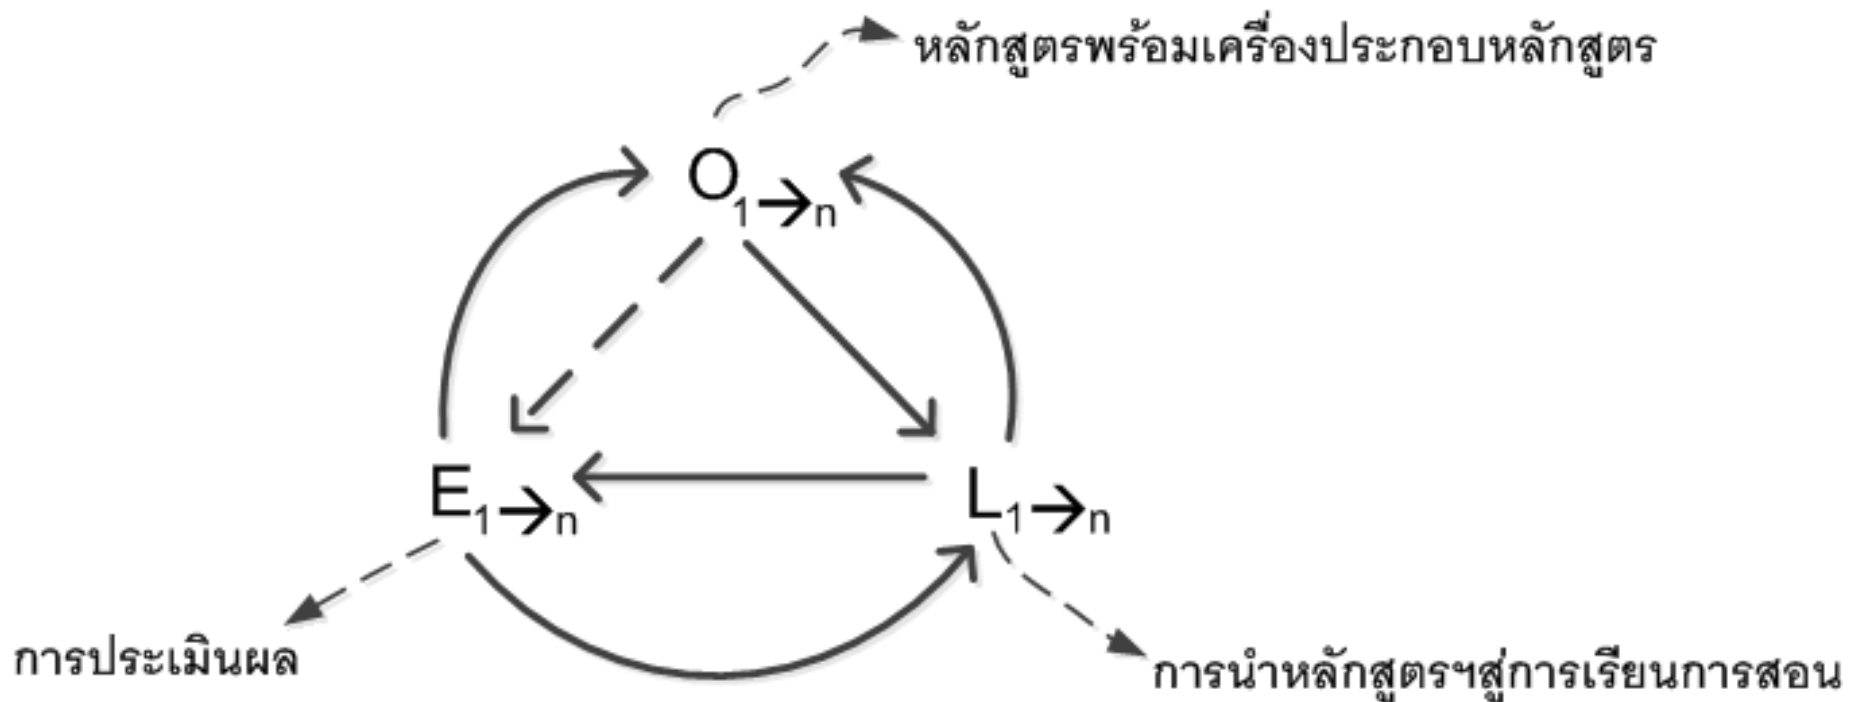 หลักสูตรพร้อมเครื่องประกอบหลักสูตร
O1→n
E1→n
L1→n
การประเมินผล
การนำหลักสูตรฯสู่การเรียนการสอน